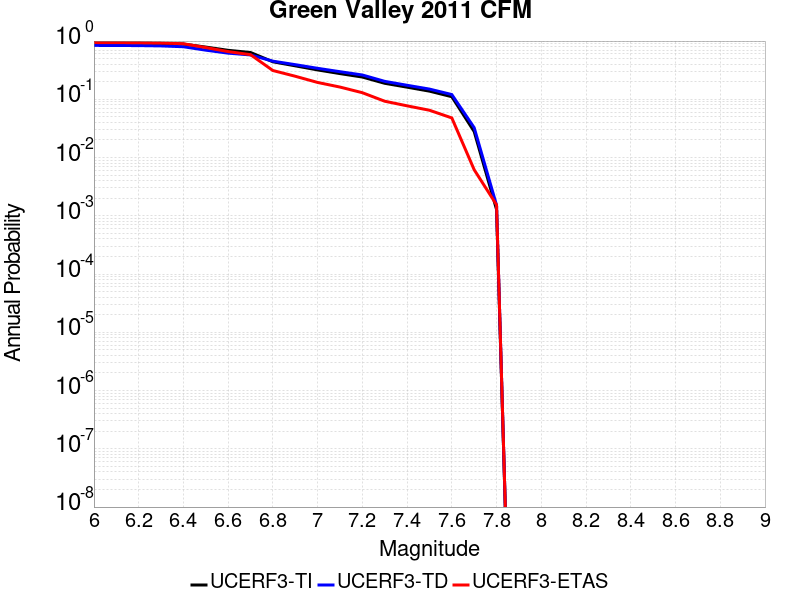 Green Valley 2011 CFM
10^0
10^-1
10^-2
10^-3
10^-4
10^-5
10^-6
10^-7
10^-8
Annual Probability
6 6.2 6.4 6.6 6.8 7 7.2 7.4 7.6 7.8 8 8.2 8.4 8.6 8.8 9
Magnitude
UCERF3-TI UCERF3-TD UCERF3-ETAS